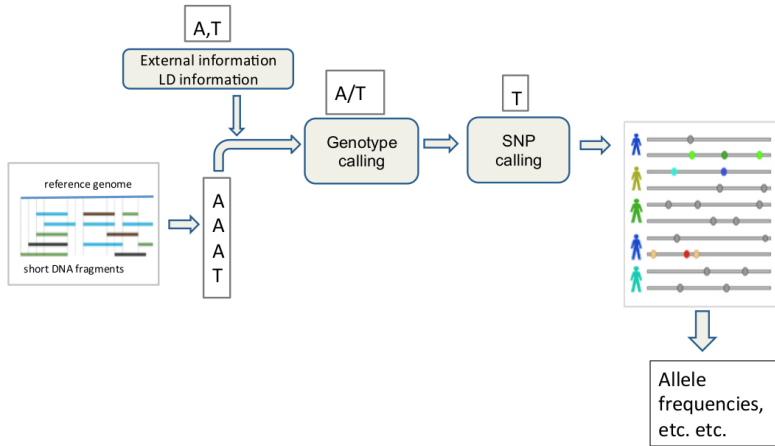 A,T
External information
LD information
A/T
Genotype
calling
T
SNP
calling
reference genome
short DNA fragments
A
A
A
T
Allele
frequencies,
etc. etc.